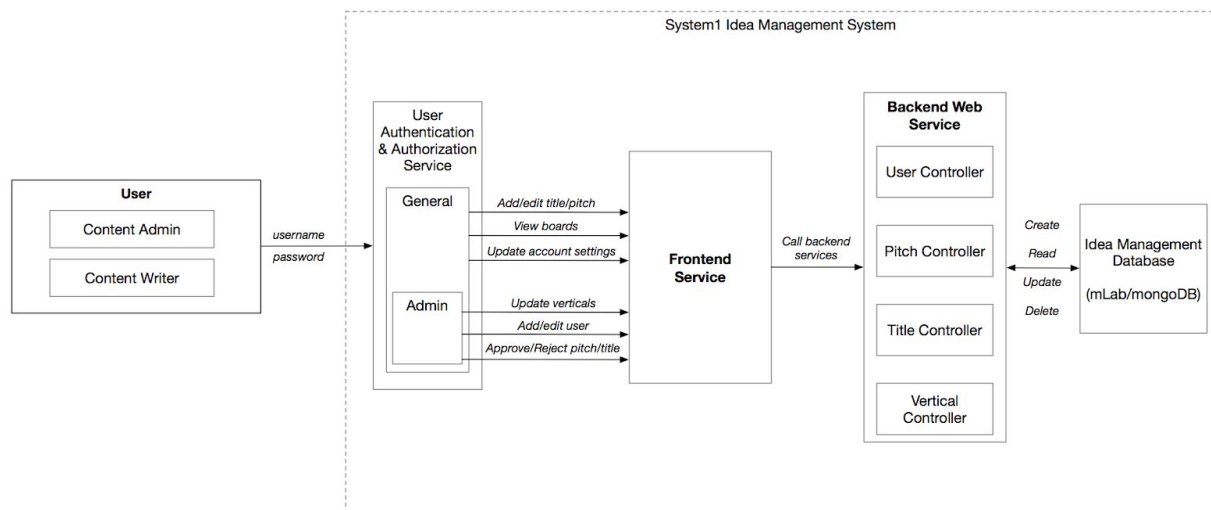 System1 Idea Management System
User
Content Admin
Content Writer
username
password
User
Authentication
& Authorization
Service
General
Admin
Add/edit title/pitch
View boards
Update account settings
Update verticals
Add/edit user
Approve/Reject pitch/title
Frontend
Service
Call backend
services
Backend Web
Service
User Controller
Pitch Controller
Title Controller
Vertical
Controller
Create
Read
Update
Delete
Idea Management
Database
(mLab/mongoDB)